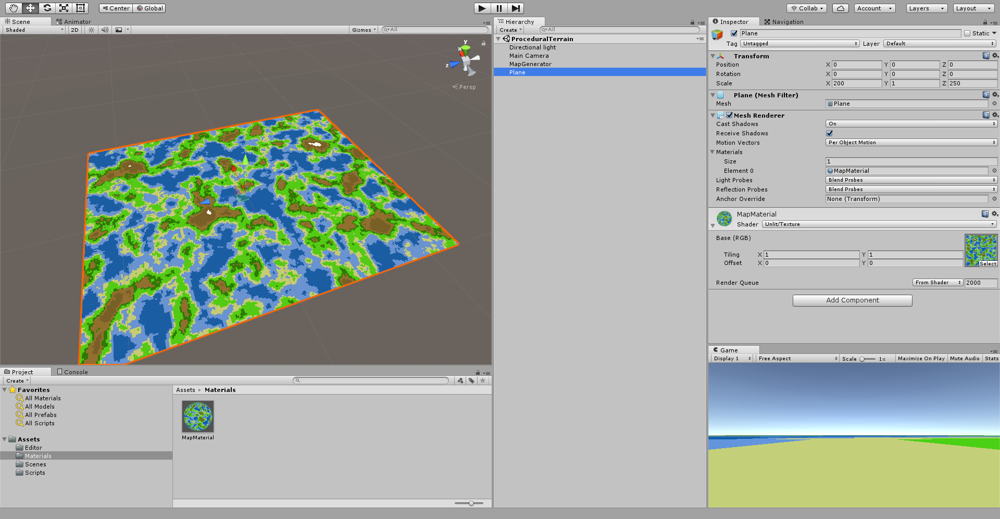 Center Global
Collab Account Layers Layout
Scene Animator
Shaded 2D Gizmos All
y
x
z
Persp
Hierarchy
Create All
ProceduralTerrain
Directional light
Main Camera
MapGenerator
Plane
Inspector Navigation
Plane Static
Tag Untagged Layer Default
Transform
Position X 0 Y 0 Z 0
Rotation X 0 Y 0 Z 0
Scale X 200 Y 1 Z 250
Plane (Mesh Filter)
Mesh Plane
Mesh Renderer
Cast Shadows On
Receive Shadows
Motion Vectors Per Object Motion
Materials
Size 1
Element 0 MapMaterial
Light Probes Blend Probes
Reflection Probes Blend Probes
Anchor Override None (Transform)
MapMaterial
Shader Unlit/Texture
Base (RGB)
Tiling X 1 Y 1
Offset X 0 Y 0
Select
Render Queue From Shader 2000
Add Component
Game
Display 1 Free Aspect Scale 1x Maximize On Play Mute Audio Stats
Project Console
Create
Favorites
All Materials
All Models
All Prefabs
All Scripts
Assets
Editor
Materials
Scenes
Scripts
Assets Materials
MapMaterial